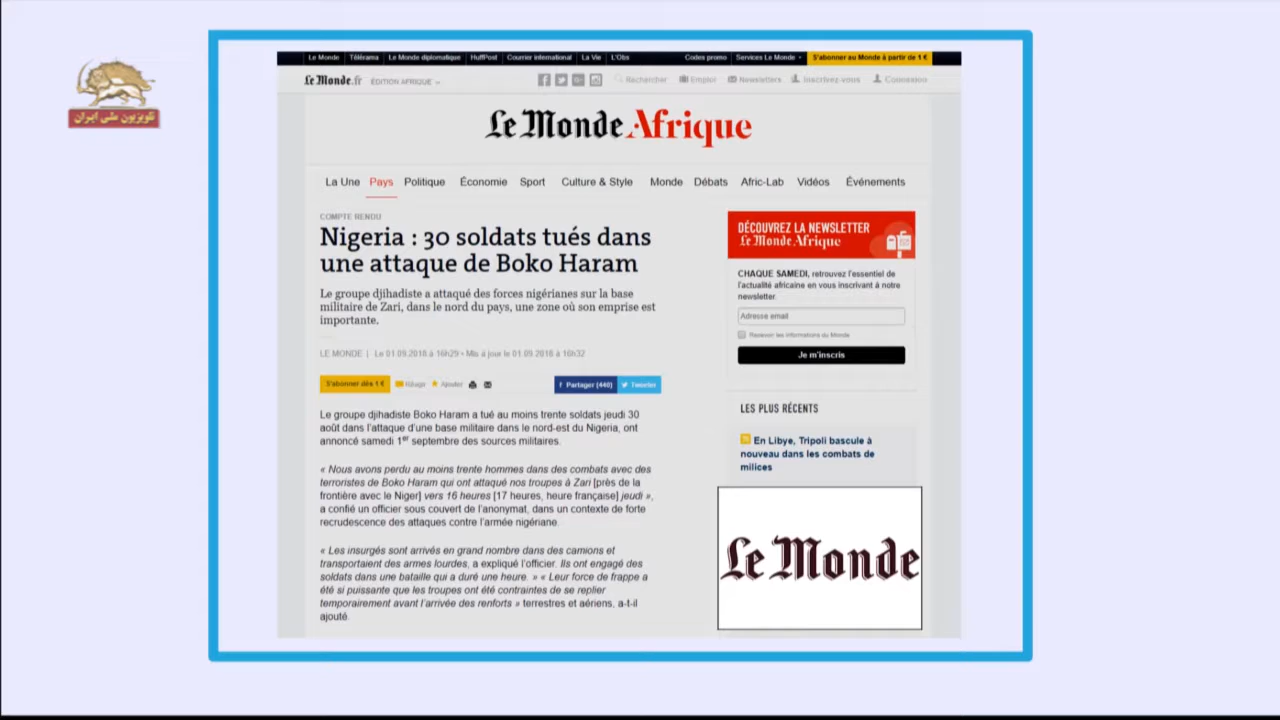 تلویزیون ملی ایران
Le Monde Télérama Le Monde diplomatique HuffPost Courrier international La Vie L'Obs Codes promo Services Le Monde S'abonner au Monde à partir de 1 €
Le Monde.fr ÉDITION AFRIQUE Rechercher Emploi Newsletters Inscrivez-vous Connexion
Le Monde Afrique
La Une Pays Politique Économie Sport Culture & Style Monde Débats Afric-Lab Vidéos Événements
COMPTE RENDU
Nigeria : 30 soldats tués dans
une attaque de Boko Haram
Le groupe djihadiste a attaqué des forces nigérianes sur la base
militaire de Zari, dans le nord du pays, une zone où son emprise est
importante.
LE MONDE | Le 01.09.2018 à 16h29 • Mis à jour le 01.09.2018 à 16h32
S'abonner dès 1 € Réagir Ajouter Partager (440) Tweeter
Le groupe djihadiste Boko Haram a tué au moins trente soldats jeudi 30
août dans l'attaque d'une base militaire dans le nord-est du Nigeria, ont
annoncé samedi 1er septembre des sources militaires.
« Nous avons perdu au moins trente hommes dans des combats avec des
terroristes de Boko Haram qui ont attaqué nos troupes à Zari [près de la
frontière avec le Niger] vers 16 heures [17 heures, heure française] jeudi »,
a confié un officier sous couvert de l'anonymat, dans un contexte de forte
recrudescence des attaques contre l'armée nigériane.
« Les insurgés sont arrivés en grand nombre dans des camions et
transportaient des armes lourdes, a expliqué l'officier. Ils ont engagé des
soldats dans une bataille qui a duré une heure. » « Leur force de frappe a
été si puissante que les troupes ont été contraintes de se replier
temporairement avant l'arrivée des renforts » terrestres et aériens, a-t-il
ajouté.
DÉCOUVREZ LA NEWSLETTER
Le Monde Afrique
CHAQUE SAMEDI, retrouvez l'essentiel de
l'actualité africaine en vous inscrivant à notre
newsletter.
Adresse email
Recevoir les informations du Monde
Je m'inscris
LES PLUS RÉCENTS
En Libye, Tripoli bascule à
nouveau dans les combats de
milices
Le Monde